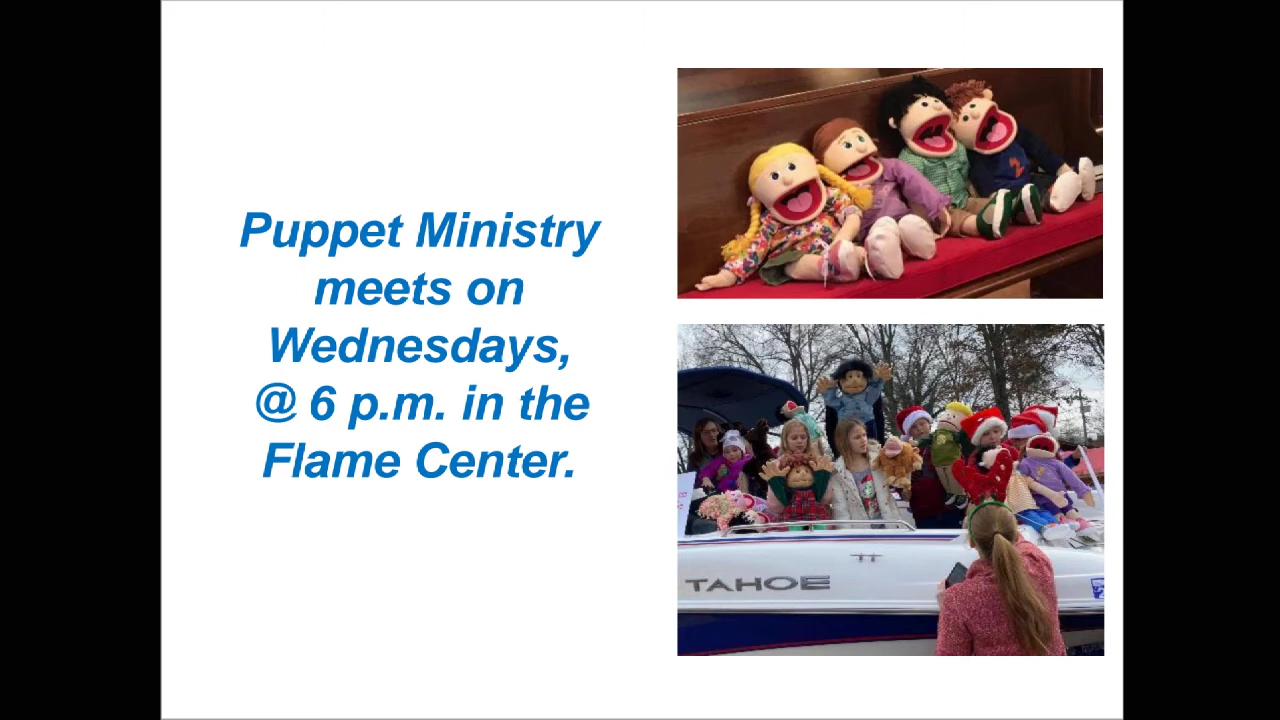 Puppet Ministry
meets on
Wednesdays,
@ 6 p.m. in the
Flame Center.
TAHOE